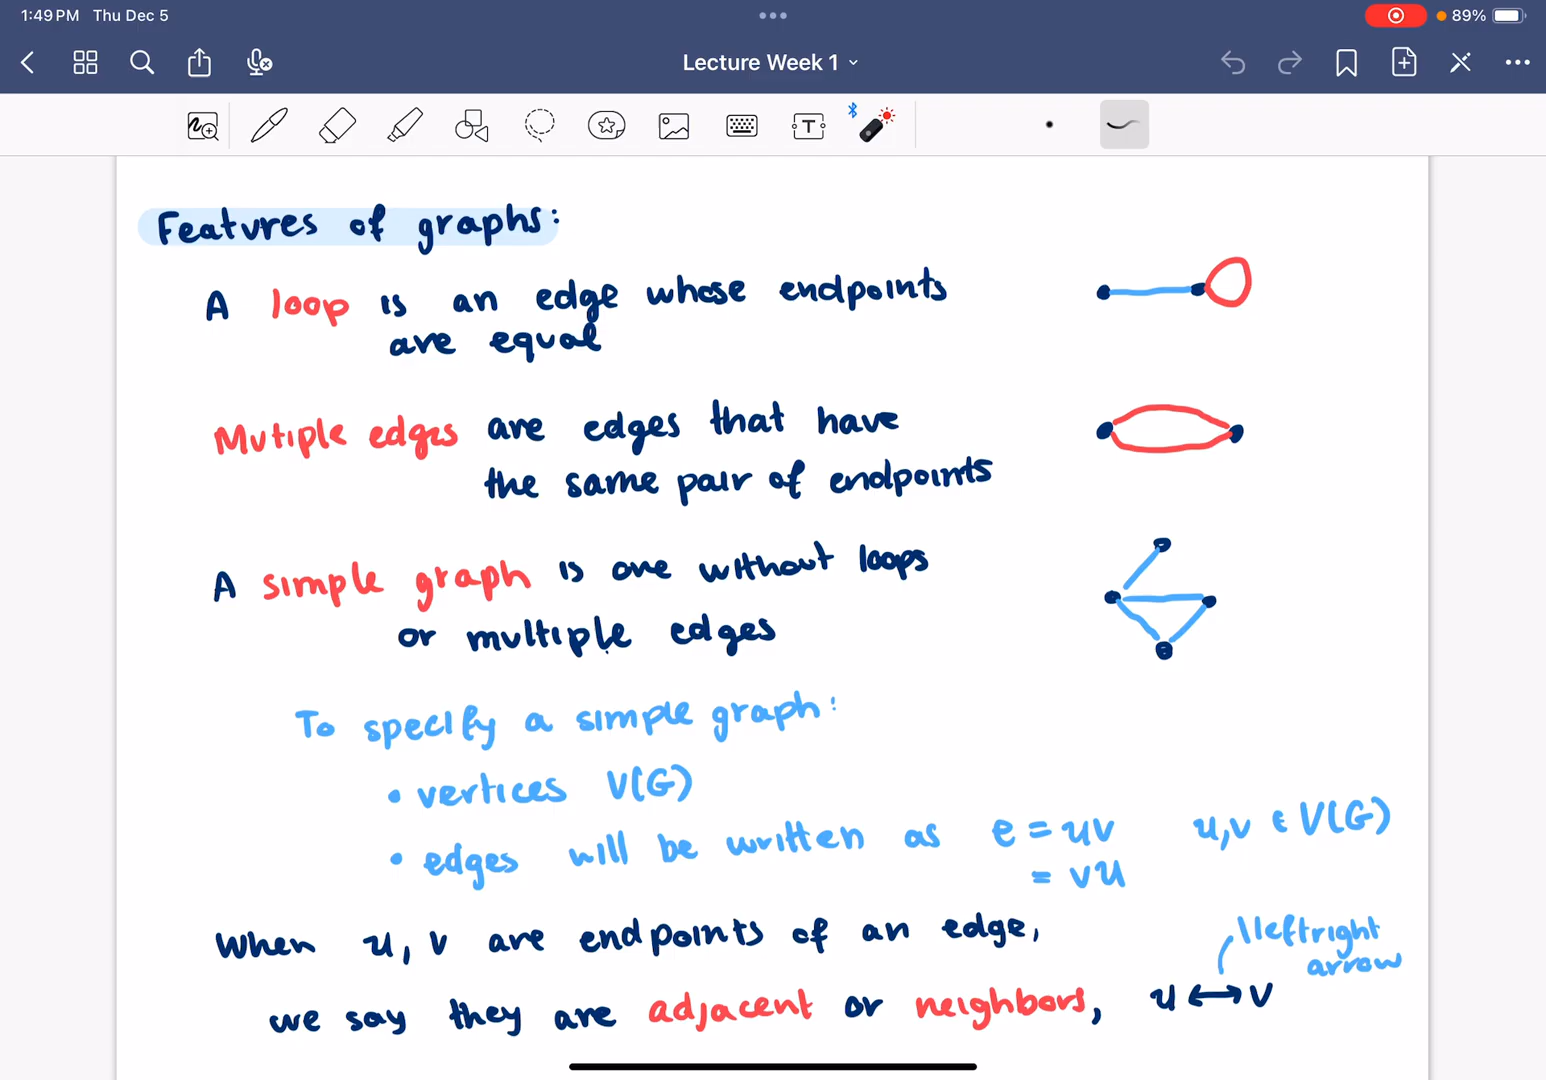 1:49 PM Thu Dec 5
89%
Lecture Week 1
Features of graphs:
A loop is an edge whose endpoints
are equal
Mutiple edges are edges that have
the same pair of endpoints
A simple graph is one without loops
or multiple edges
To specify a simple graph:
• vertices V(G)
• edges will be written as e = uv u,v ∈ V(G)
= vu
When u, v are endpoints of an edge,
\leftright
arrow
we say they are adjacent or neighbors, u ↔ v